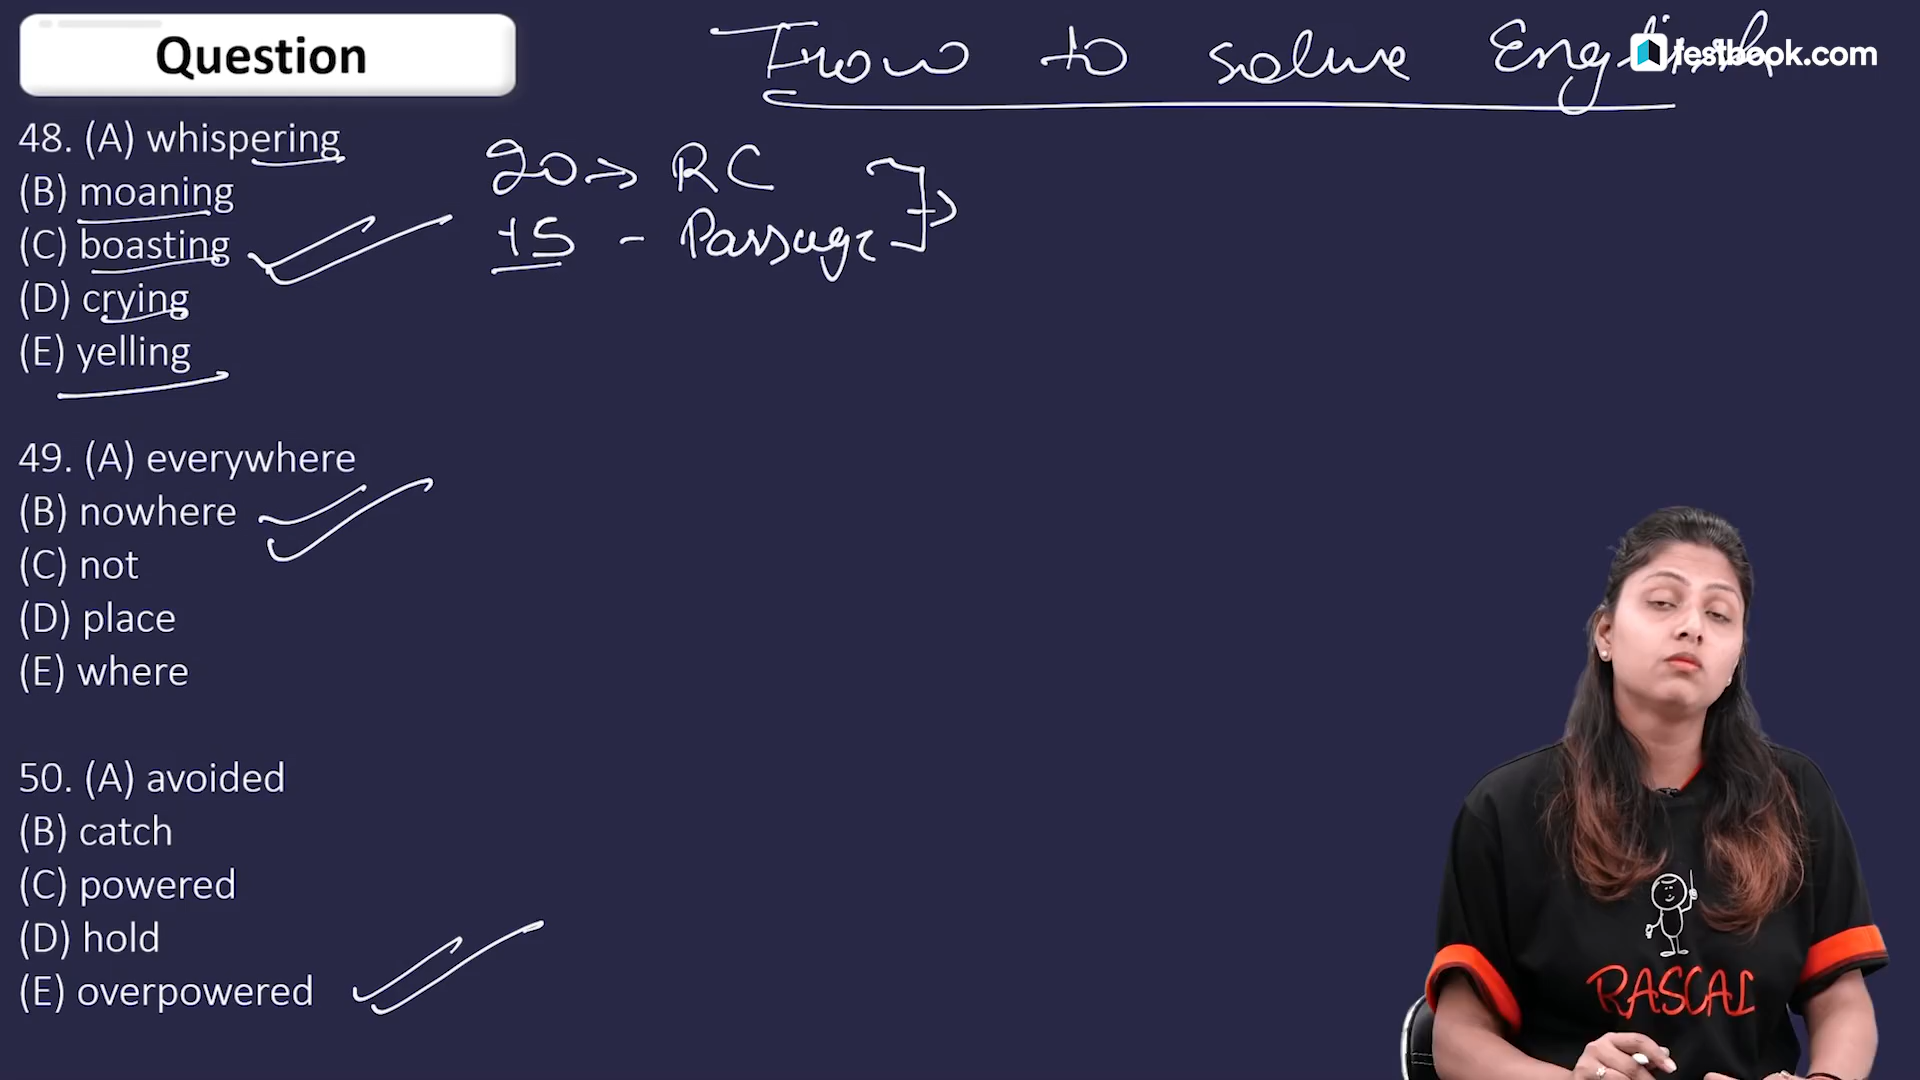 Question
How to solve English
testbook.com
48. (A) whispering
(B) moaning
(C) boasting
(D) crying
(E) yelling
20 → RC
+5 - Passage
49. (A) everywhere
(B) nowhere
(C) not
(D) place
(E) where
50. (A) avoided
(B) catch
(C) powered
(D) hold
(E) overpowered
RASCAL